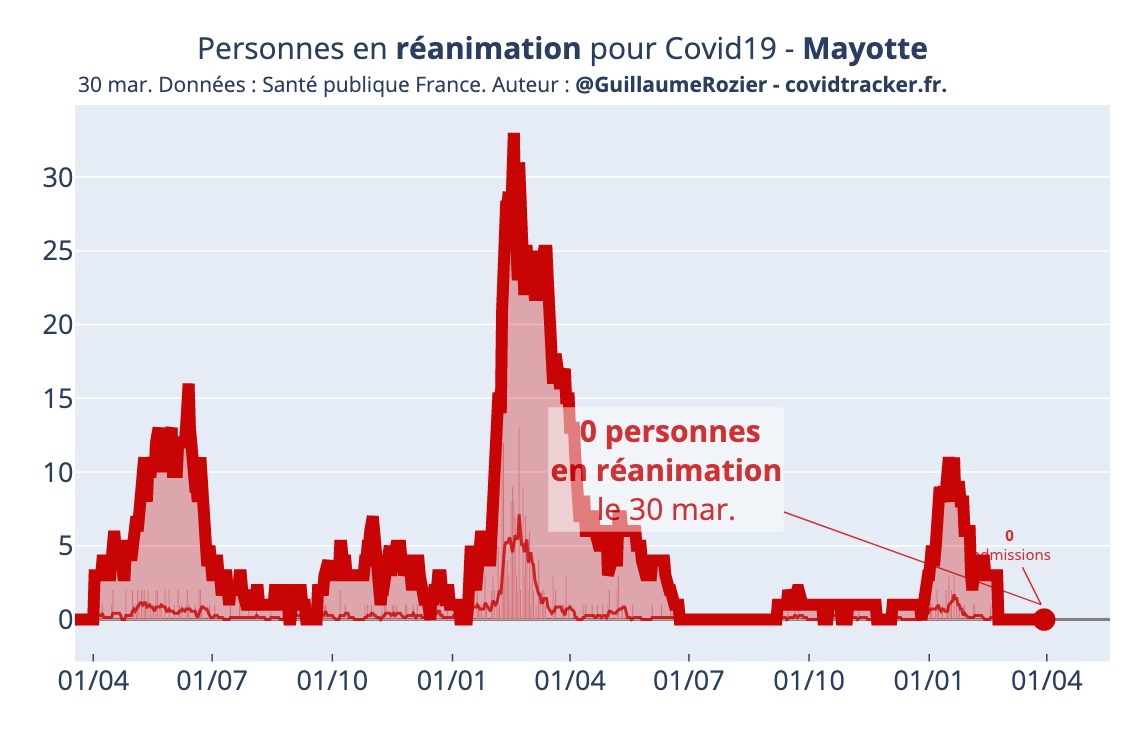 Personnes en réanimation pour Covid19 - Mayotte
30 mar. Données : Santé publique France. Auteur : @GuillaumeRozier - covidtracker.fr.
30
25
20
15
10
5
0
0 personnes
en réanimation
le 30 mar.
0
admissions
01/04 01/07 01/10 01/01 01/04 01/07 01/10 01/01 01/04